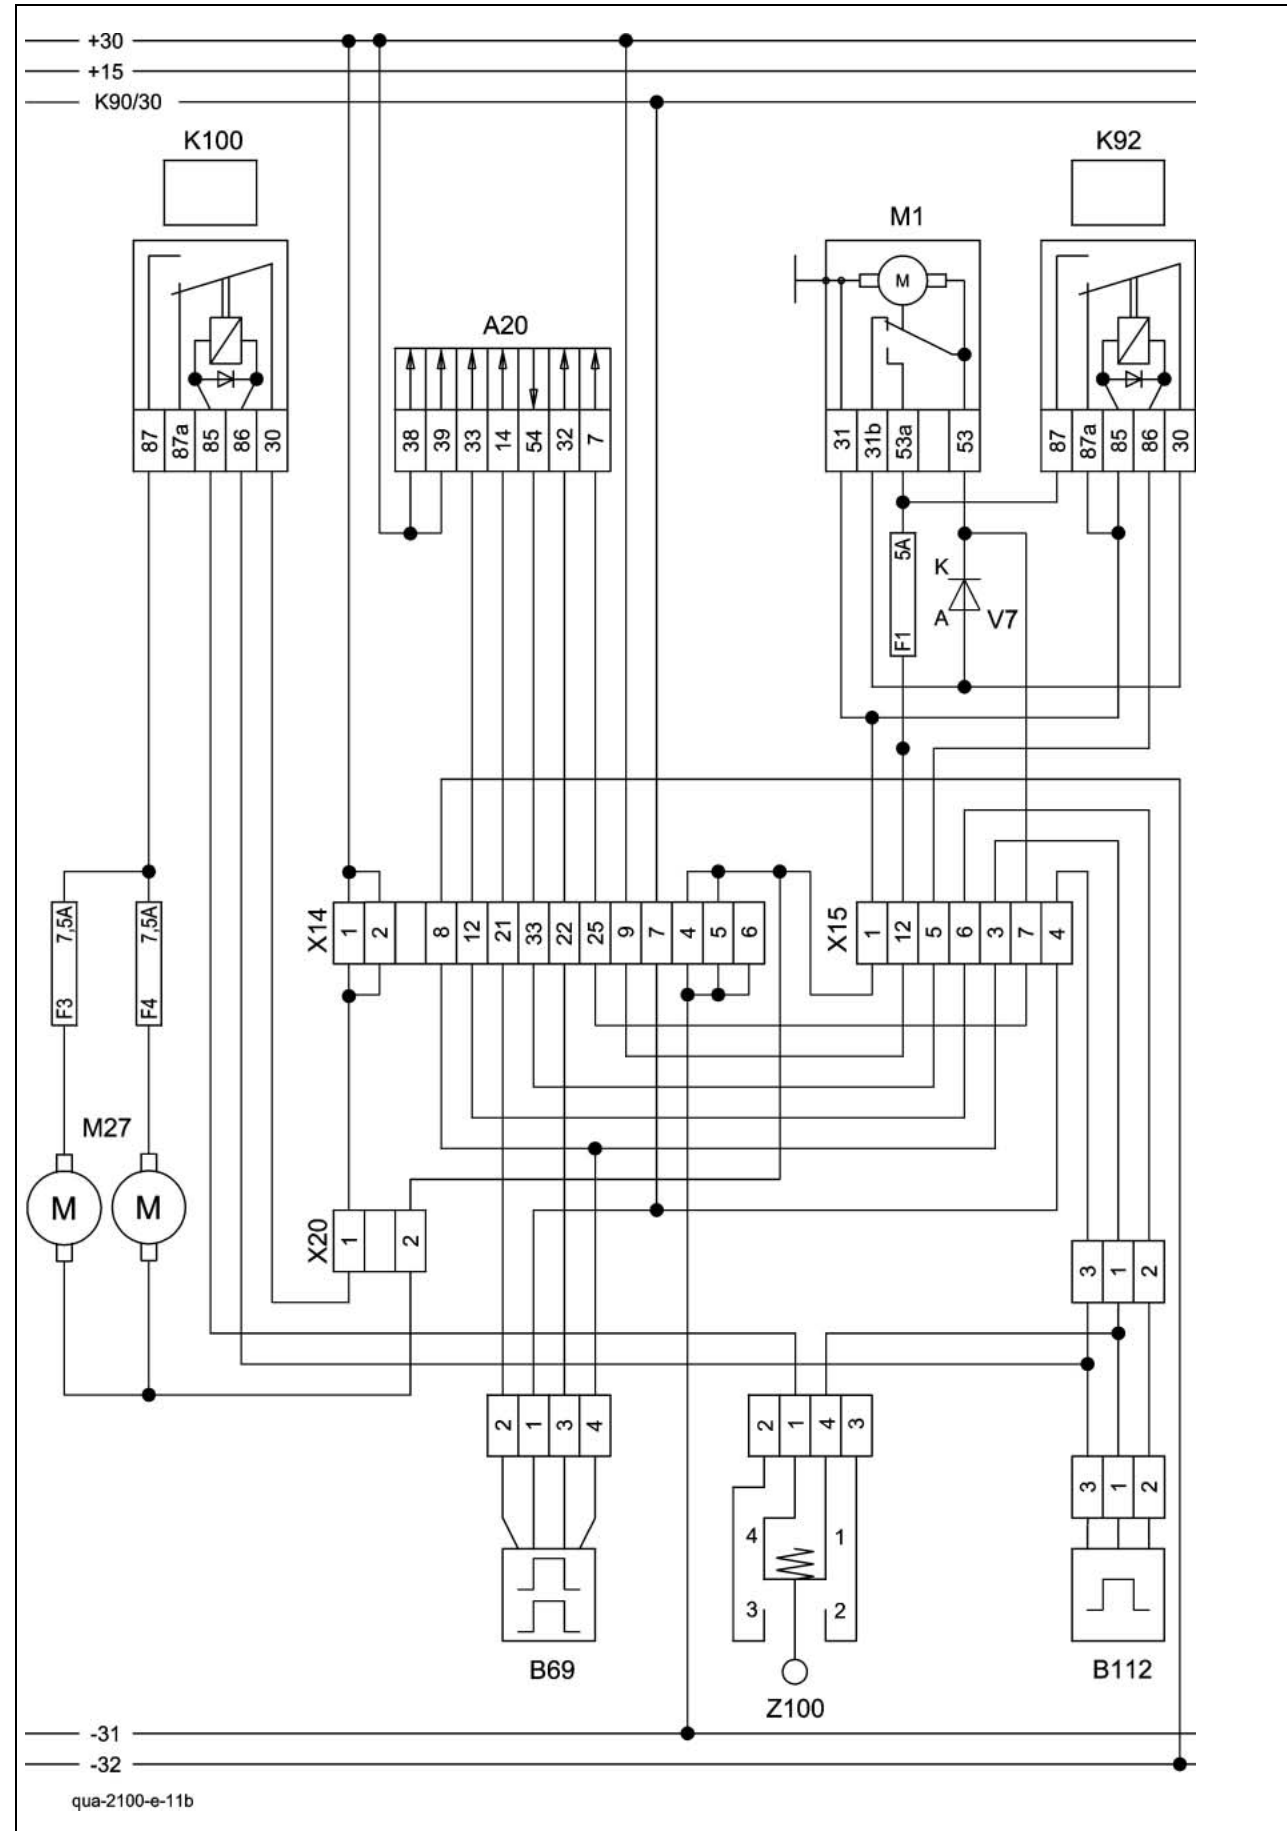 +30
+15
K90/30
K100
K92
M1
M
A20
87
87a
85
86
30
38
39
33
14
54
32
7
31
31b
53a
53
87
87a
85
86
30
5A
F1
K
A
V7
X14
1
2
8
12
21
33
22
25
9
7
4
5
6
X15
1
12
5
6
3
7
4
7,5A
F3
7,5A
F4
M27
M
M
X20
1
2
3
1
2
2
1
3
4
2
1
4
3
3
1
2
4
1
3
2
B69
Z100
B112
-31
-32
qua-2100-e-11b